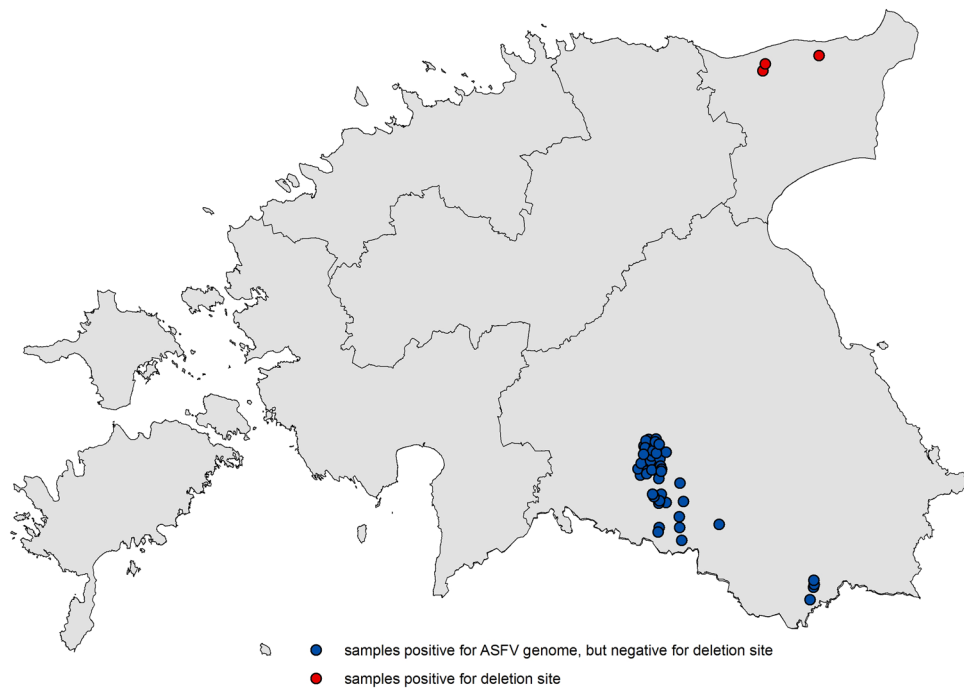 samples positive for ASFV genome, but negative for deletion site
samples positive for deletion site